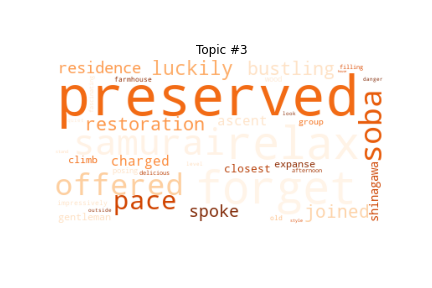 Topic #3
residence luckily bustling filling
farmhouse danger
preserved
look
restoration ascent group
samurai relax soba
climb charged closest expanse
delicious afternoon
offered forget
pace spoke joined shinagawa
outside old style
gentleman